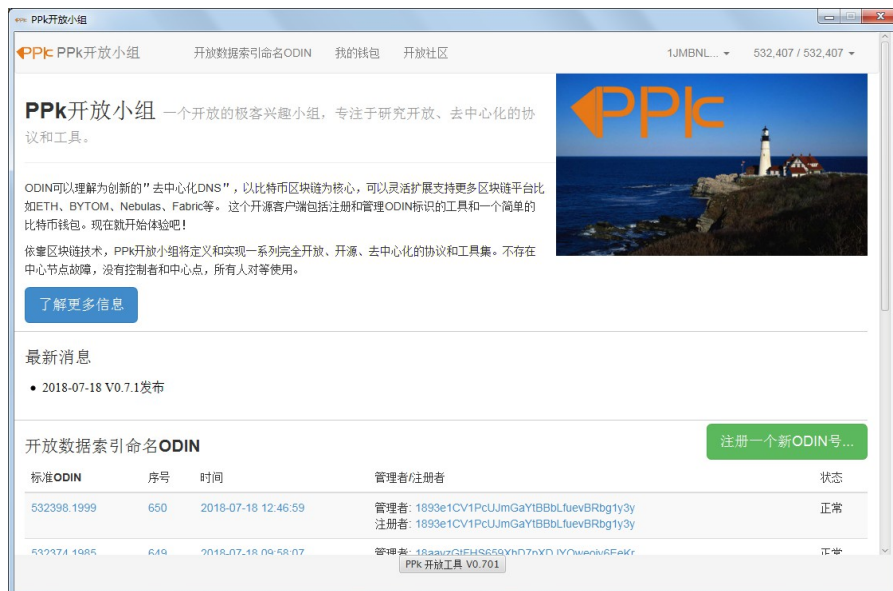 PPk开放小组
PPk PPk开放小组 开放数据索引命名ODIN 我的钱包 开放社区 1JMBNL... 532,407 / 532,407
PPk
PPk开放小组 一个开放的极客兴趣小组，专注于研究开放、去中心化的协
议和工具。
ODIN可以理解为创新的"去中心化DNS"，以比特币区块链为核心，可以灵活扩展支持更多区块链平台比
如ETH、BYTOM、Nebulas、Fabric等。 这个开源客户端包括注册和管理ODIN标识的工具和一个简单的
比特币钱包。现在就开始体验吧！
依靠区块链技术，PPk开放小组将定义和实现一系列完全开放、开源、去中心化的协议和工具集。不存在
中心节点故障，没有控制者和中心点，所有人对等使用。
了解更多信息
最新消息
2018-07-18 V0.7.1发布
开放数据索引命名ODIN
注册一个新ODIN号...
标准ODIN 序号 时间 管理者/注册者 状态
532398.1999 650 2018-07-18 12:46:59 管理者: 1893e1CV1PcUJmGaYtBBbLfuevBRbg1y3y 正常
注册者: 1893e1CV1PcUJmGaYtBBbLfuevBRbg1y3y
532374.1985 649 2018-07-18 09:58:07 管理者: 正常
PPk 开放工具 V0.701